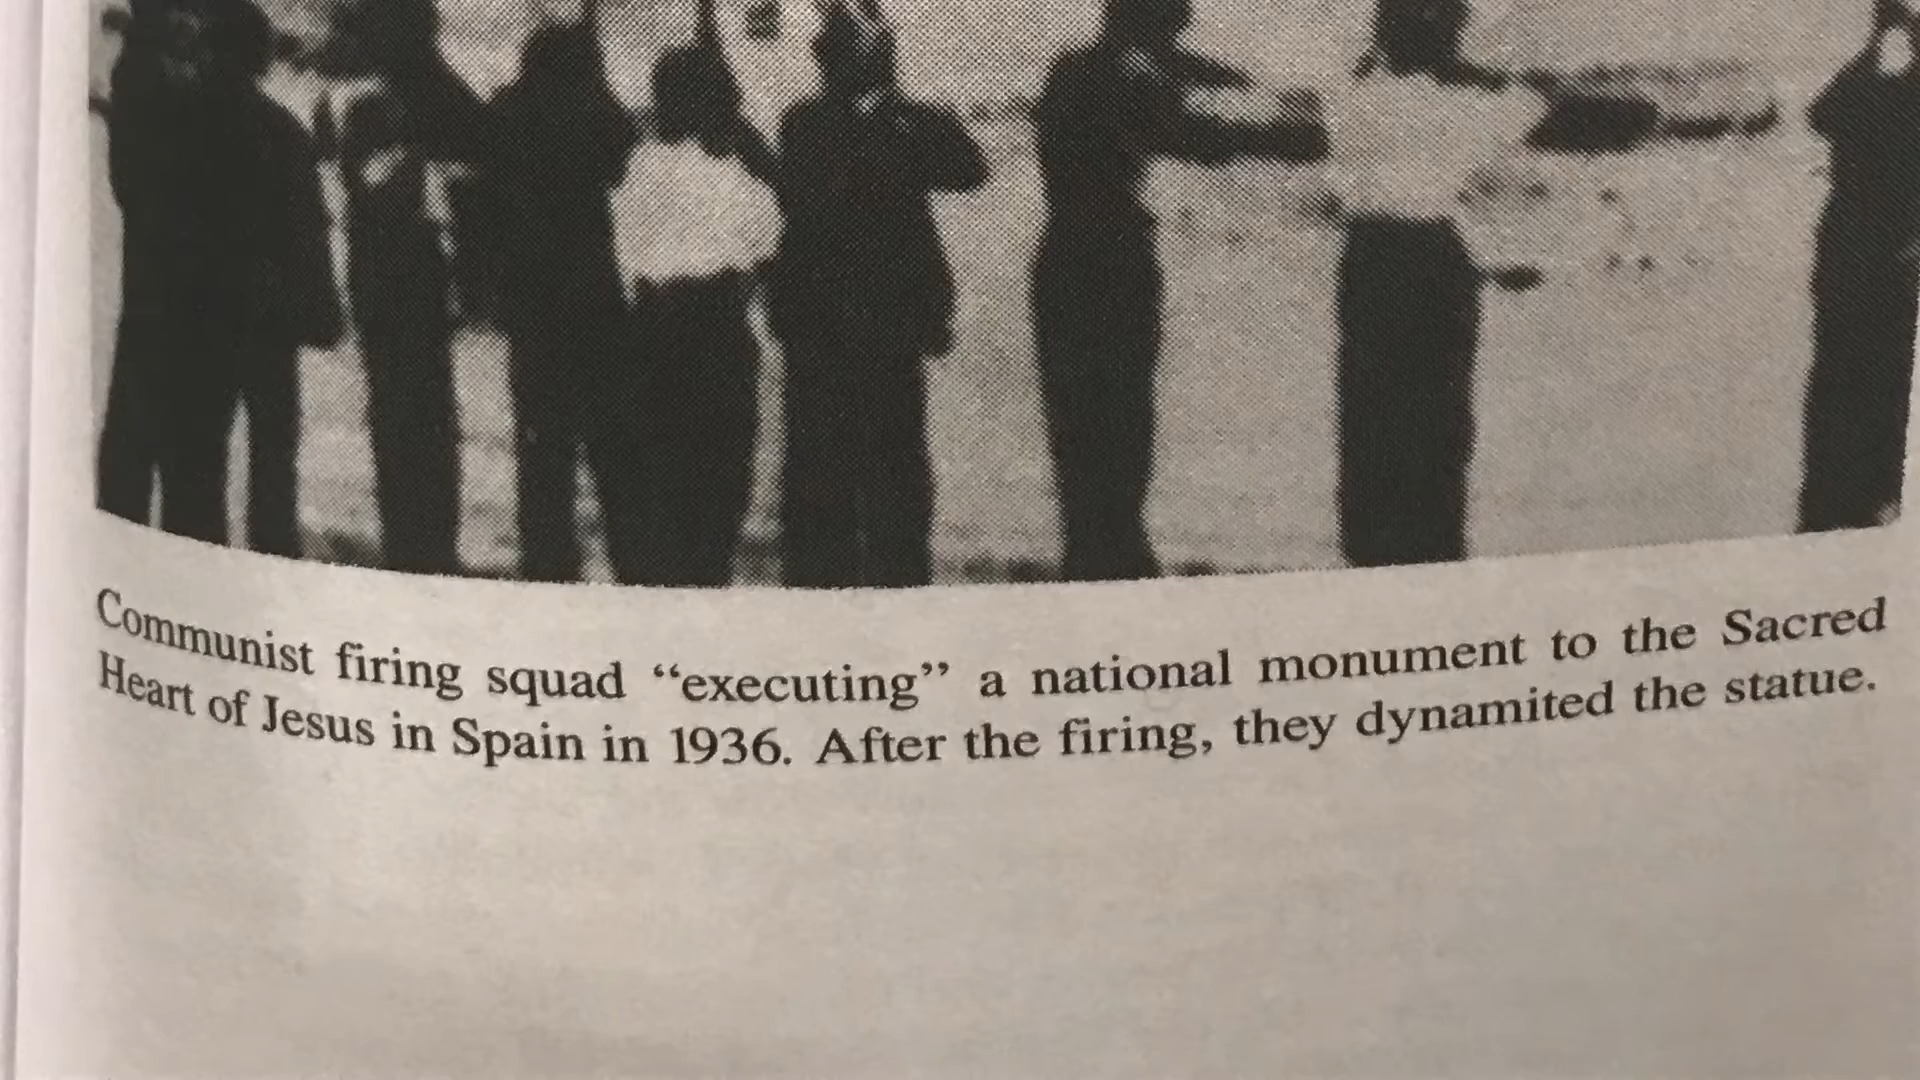 Communist firing squad “executing” a national monument to the Sacred
Heart of Jesus in Spain in 1936. After the firing, they dynamited the statue.